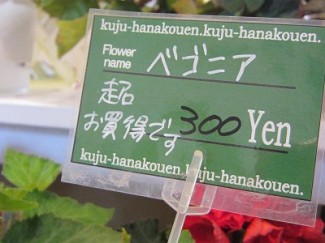 kuju-hanakouen.kuju-hanakouen.
Flower name ベゴニア
超
お買得です 300 Yen
kuju-hanakouen.kuju-hanakouen.